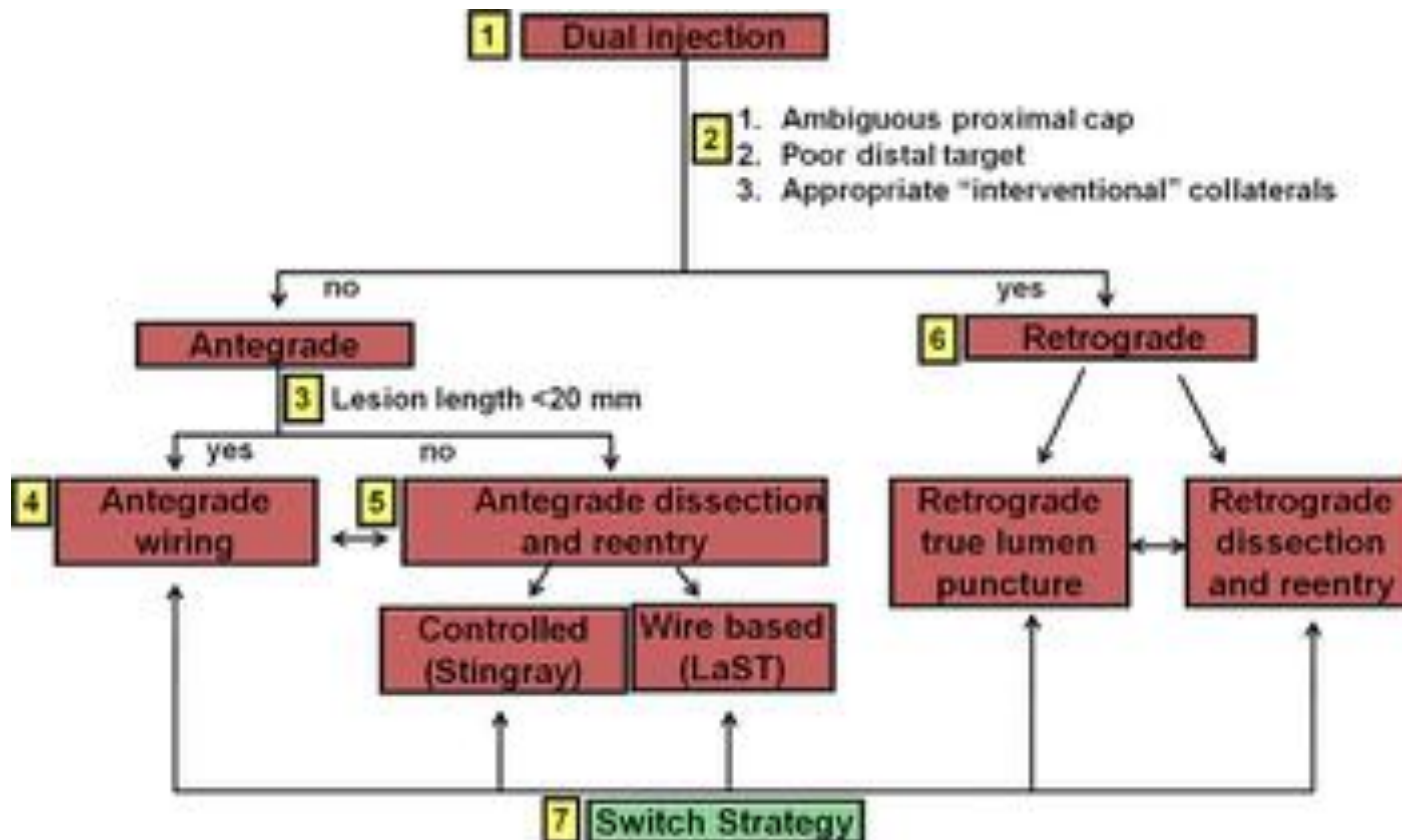 1 Dual injection
2
1. Ambiguous proximal cap
2. Poor distal target
3. Appropriate “interventional” collaterals
no
yes
Antegrade
6 Retrograde
3 Lesion length <20 mm
yes
no
4 Antegrade
wiring
5 Antegrade dissection
and reentry
Retrograde
true lumen
puncture
Retrograde
dissection
and reentry
Controlled
(Stingray)
Wire based
(LaST)
7 Switch Strategy